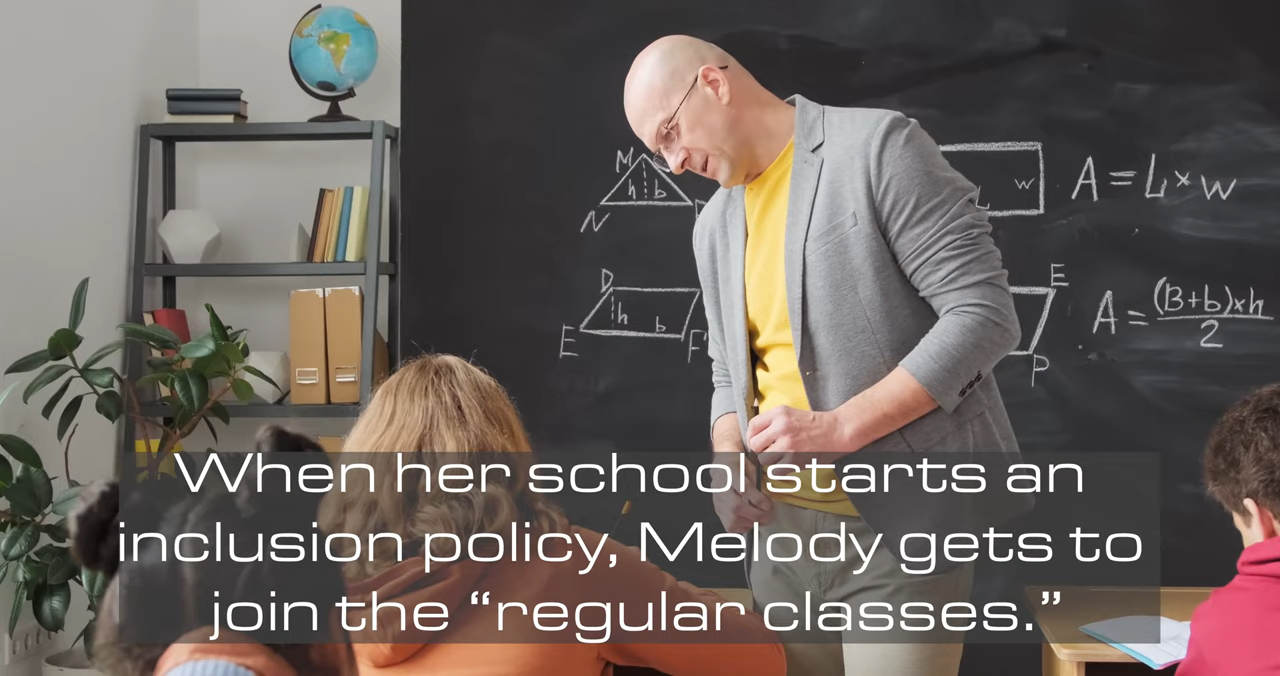 M
h b
N
w
L
A = L × w
D
h b
E F
E
P
A = (B+b)×h
2
When her school starts an
inclusion policy, Melody gets to
join the “regular classes.”